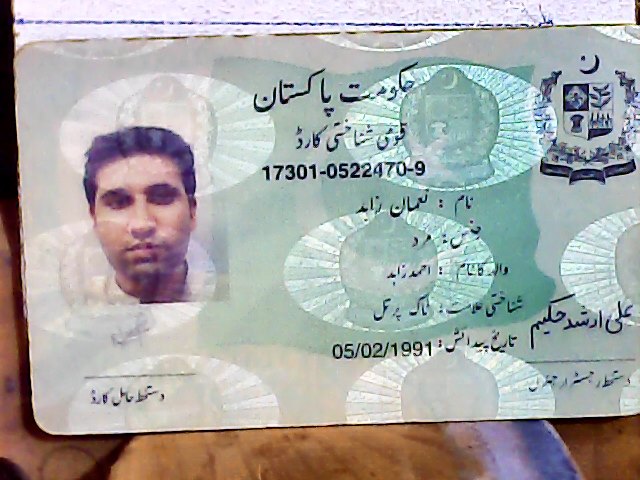 حکومت پاکستان
قومی شناختی کارڈ
17301-0522470-9
نام : نعمان زاہد
جنس : مرد
والد کا نام : احمد زاہد
شناختی علامت : ناک پر تل
تاریخ پیدائش : 05/02/1991
علی ارشد حکیم
دستخط رجسٹرار جنرل
دستخط حامل کارڈ